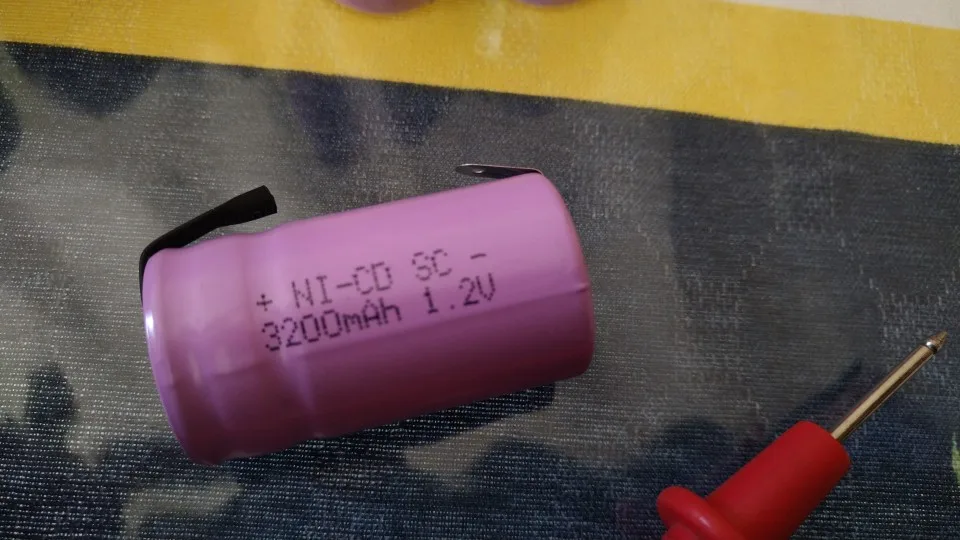 + NI-CD SC -
3200mAh 1.2V